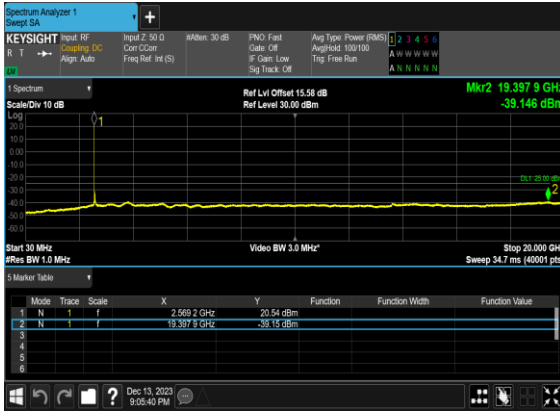 Spectrum Analyzer 1
Swept SA
+
KEYSIGHT Input: RF Input Z: 50 Ω #Atten: 30 dB PNO: Fast Avg Type: Power (RMS) 1 2 3 4 5 6
R T Coupling: DC Corr CCorr Gate: Off Avg|Hold: 100/100 A W W W W W
Align: Auto Freq Ref: Int (S) IF Gain: Low Trig: Free Run
Sig Track: Off A N N N N N
1 Spectrum Ref Lvl Offset 15.58 dB Mkr2 19.397 9 GHz
Scale/Div 10 dB Ref Level 30.00 dBm -39.146 dBm
Log
20.0
10.0
0.00
-10.0
-20.0
-30.0
-40.0
-50.0
-60.0
1
DL1 -25.00 dBm
2
Start 30 MHz Video BW 3.0 MHz* Stop 20.000 GHz
#Res BW 1.0 MHz Sweep 34.7 ms (40001 pts)
5 Marker Table
Mode Trace Scale X Y Function Function Width Function Value
1 N 1 f 2.569 2 GHz 20.54 dBm
2 N 1 f 19.397 9 GHz -39.15 dBm
3
4
5
6
? Dec 13, 2023
9:05:40 PM